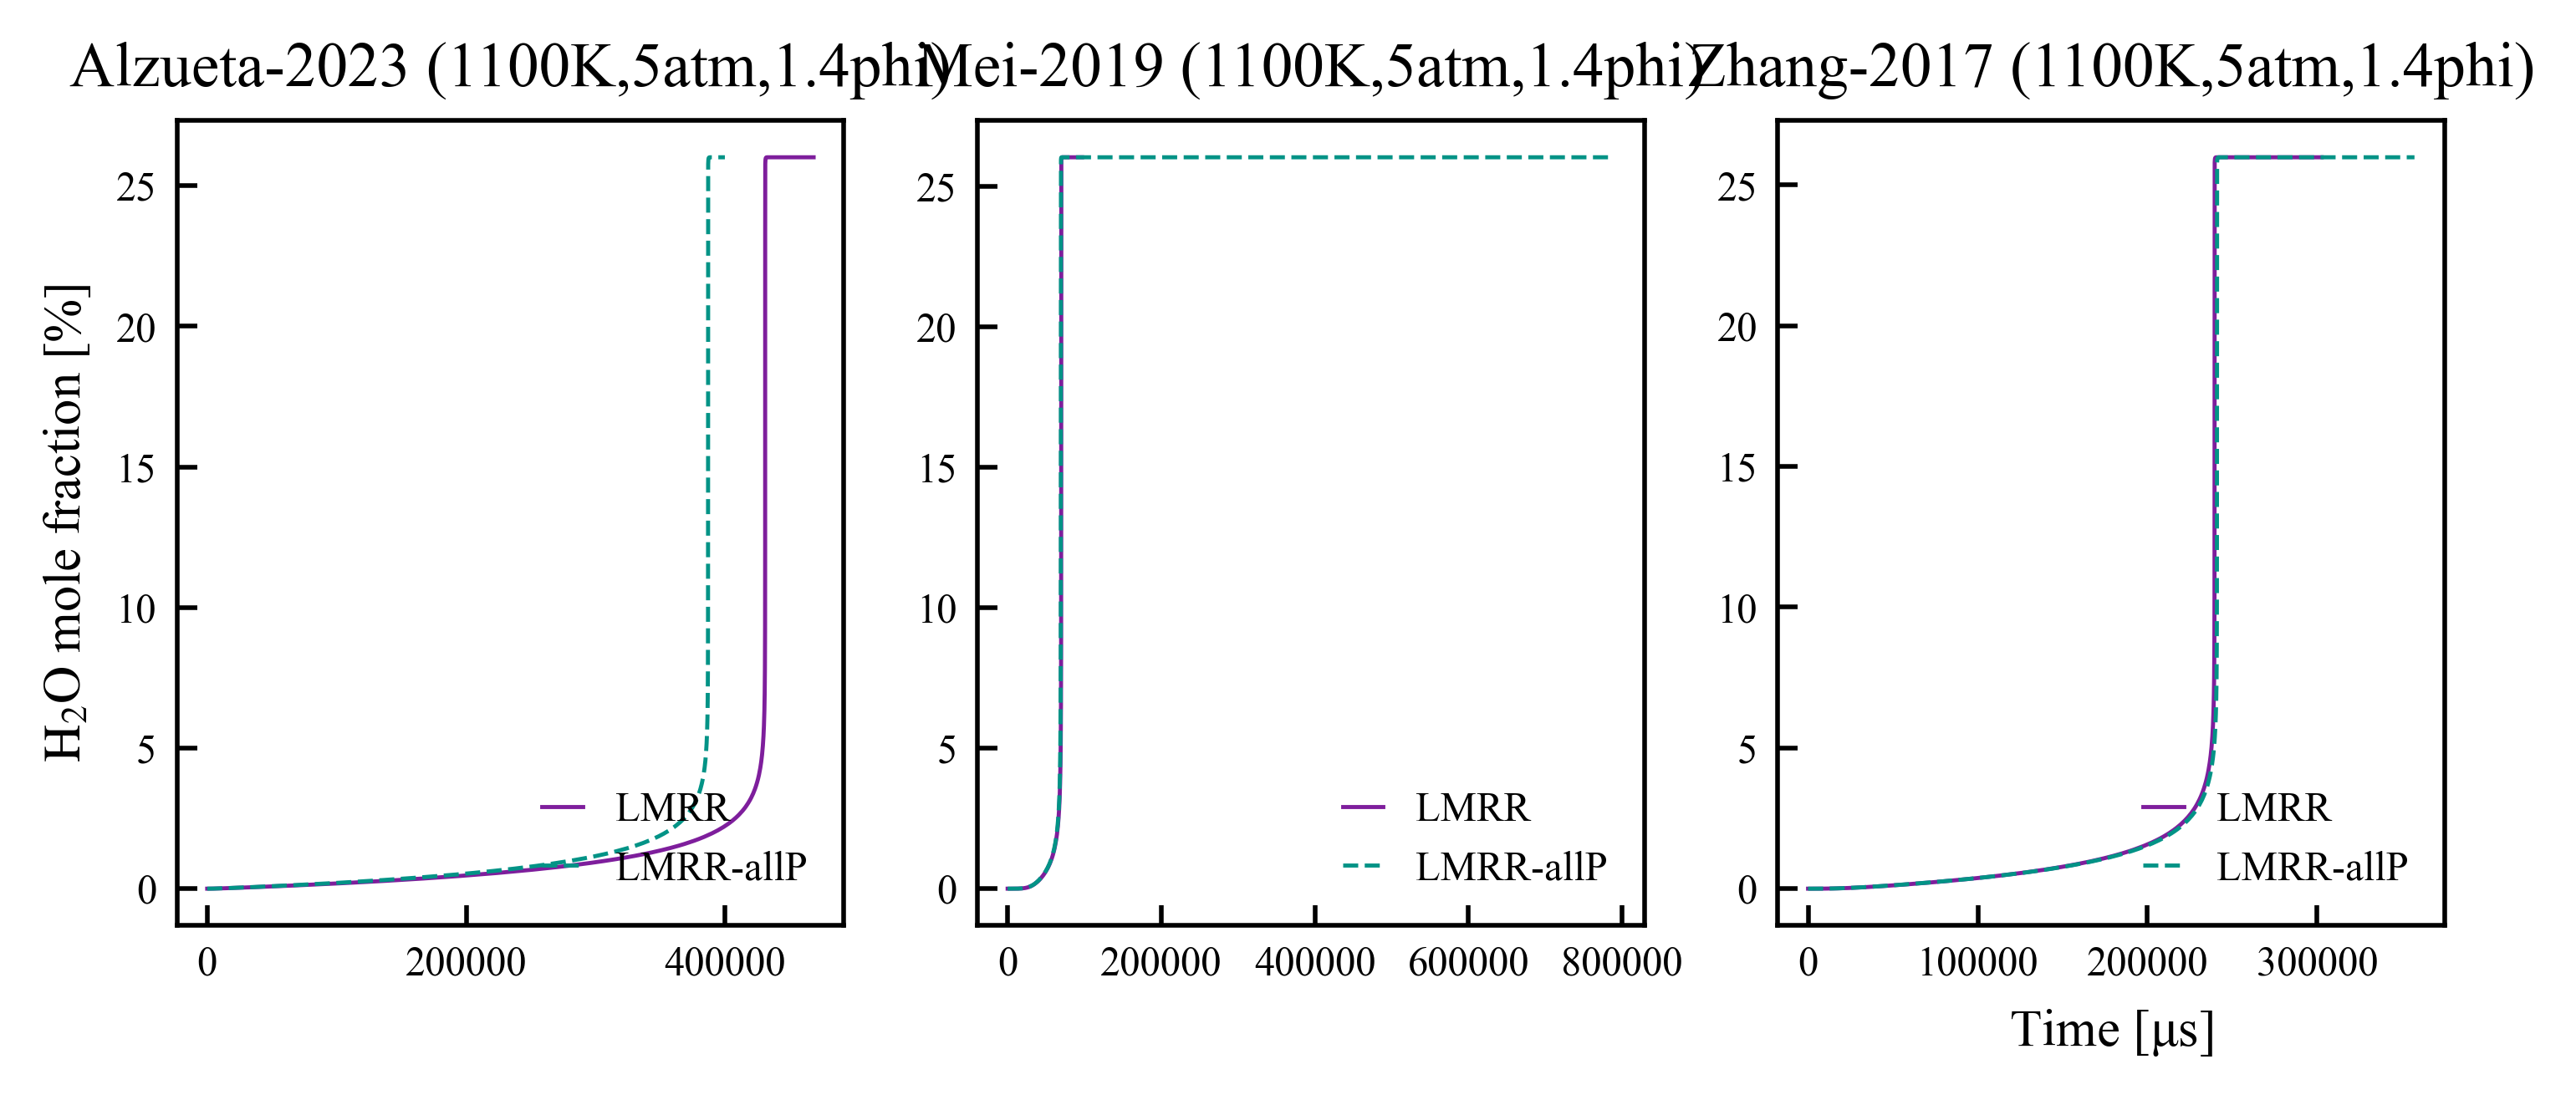 Alzueta-2023 (1100K,5atm,1.4phi)
Mei-2019 (1100K,5atm,1.4phi)
Zhang-2017 (1100K,5atm,1.4phi)
H₂O mole fraction [%]
25
20
15
10
5
0
0
200000
400000
LMRR
LMRR-allP
25
20
15
10
5
0
0
200000
400000
600000
800000
LMRR
LMRR-allP
25
20
15
10
5
0
0
100000
200000
300000
LMRR
LMRR-allP
Time [μs]